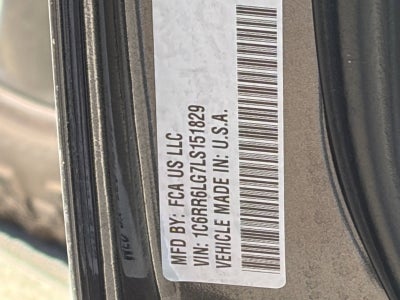 MFD BY: FCA US LLC
VIN: 1C6RR6LG7LS151829
VEHICLE MADE IN: U.S.A.